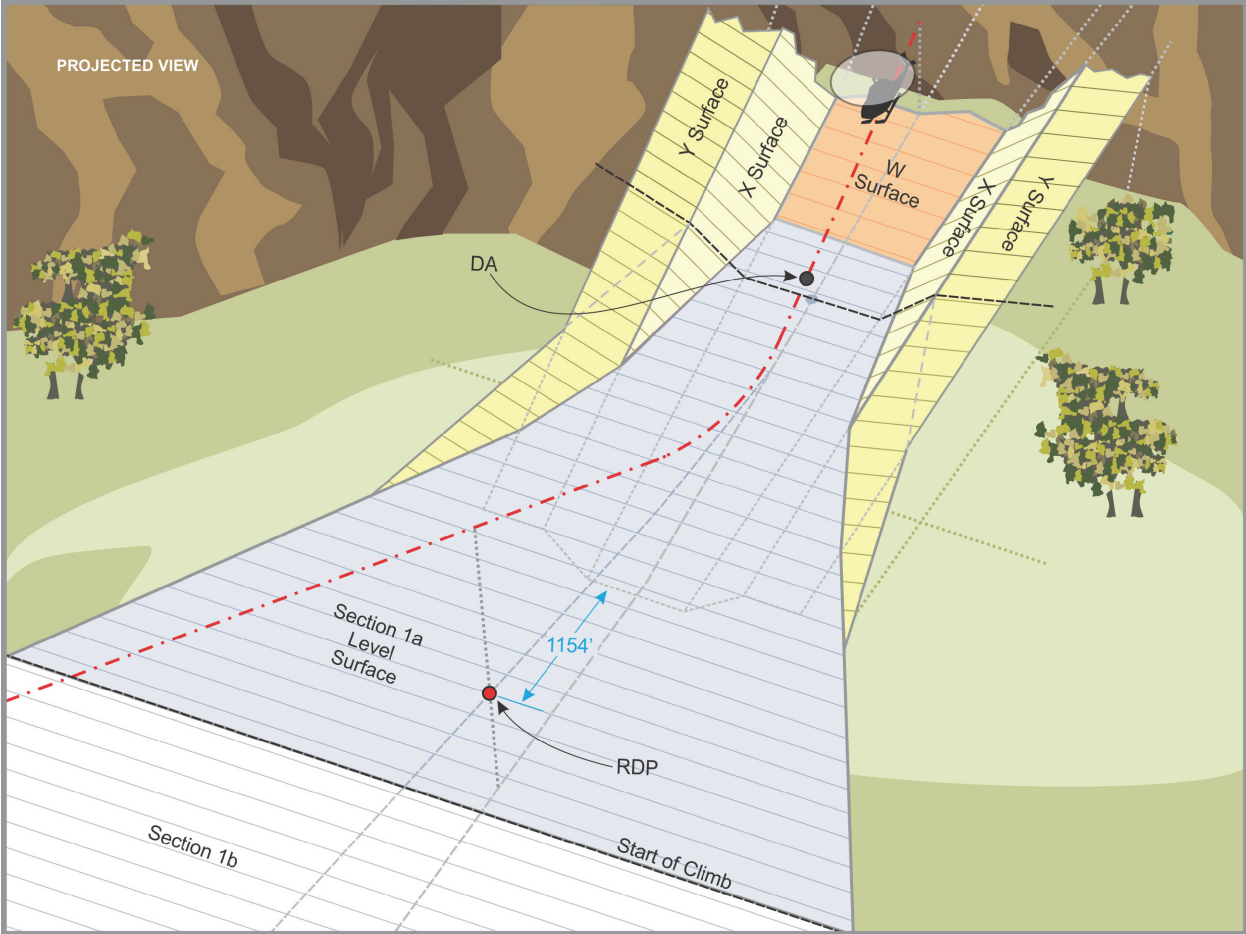 PROJECTED VIEW
Y Surface
X Surface
W
Surface
X Surface
Y Surface
DA
Section 1a
Level
Surface
1154'
RDP
Section 1b
Start of Climb